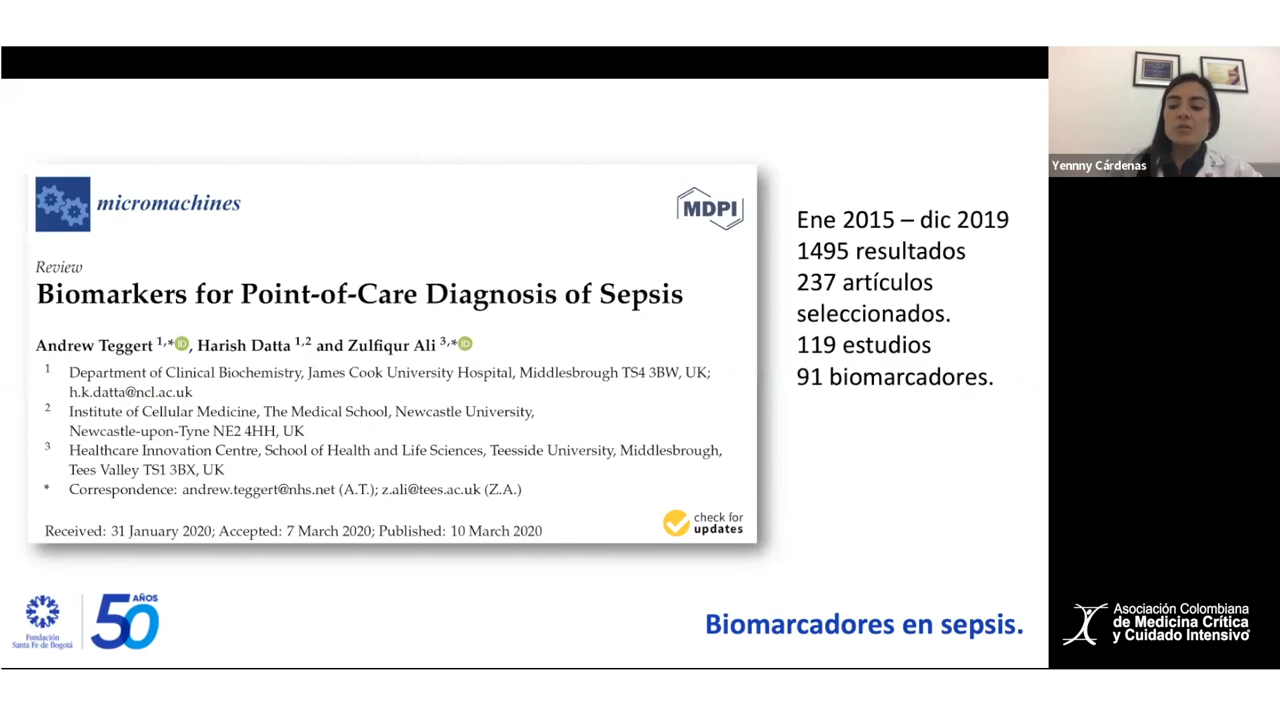 micromachines
MDPI
Review
Biomarkers for Point-of-Care Diagnosis of Sepsis
Andrew Teggert 1,* iD, Harish Datta 1,2 and Zulfiqur Ali 3,* iD
1 Department of Clinical Biochemistry, James Cook University Hospital, Middlesbrough TS4 3BW, UK;
h.k.datta@ncl.ac.uk
2 Institute of Cellular Medicine, The Medical School, Newcastle University,
Newcastle-upon-Tyne NE2 4HH, UK
3 Healthcare Innovation Centre, School of Health and Life Sciences, Teesside University, Middlesbrough,
Tees Valley TS1 3BX, UK
* Correspondence: andrew.teggert@nhs.net (A.T.); z.ali@tees.ac.uk (Z.A.)
Received: 31 January 2020; Accepted: 7 March 2020; Published: 10 March 2020
check for
updates
Ene 2015 – dic 2019
1495 resultados
237 artículos
seleccionados.
119 estudios
91 biomarcadores.
Fundación
Santa Fe de Bogotá
50 AÑOS
Biomarcadores en sepsis.
Yennny Cárdenas
Asociación Colombiana
de Medicina Crítica
y Cuidado Intensivo